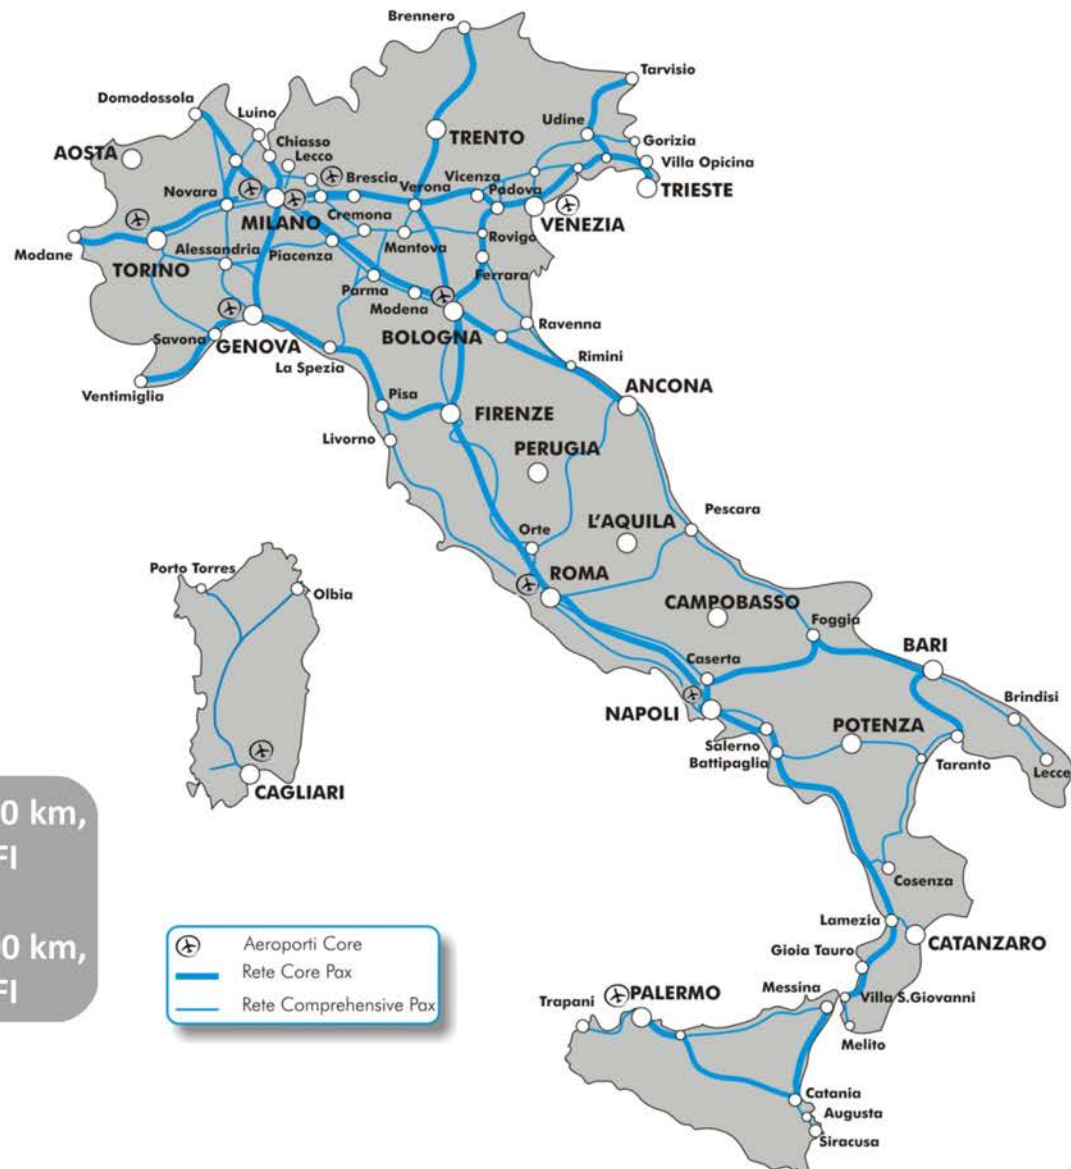 Brennero
Tarvisio
Domodossola
Luino
Udine
Gorizia
Chiasso
TRENTO
AOSTA
Lecco
Villa Opicina
Novara
Brescia
Verona
Vicenza
Padova
TRIESTE
MILANO
Cremona
VENEZIA
Modane
TORINO
Alessandria
Piacenza
Mantova
Rovigo
Parma
Ferrara
Modena
Savona
GENOVA
BOLOGNA
Ravenna
La Spezia
Rimini
Ventimiglia
Pisa
ANCONA
FIRENZE
Livorno
PERUGIA
Pescara
L'AQUILA
Orte
Porto Torres
Olbia
ROMA
CAMPOBASSO
Foggia
BARI
Caserta
Brindisi
NAPOLI
POTENZA
Salerno
Battipaglia
Taranto
Lecce
CAGLIARI
0 km,
FI
00 km,
FI
Cosenza
Lamezia
CATANZARO
Gioia Tauro
Aeroporti Core
Rete Core Pax
Rete Comprehensive Pax
Messina
Villa S.Giovanni
Trapani
PALERMO
Melito
Catania
Augusta
Siracusa